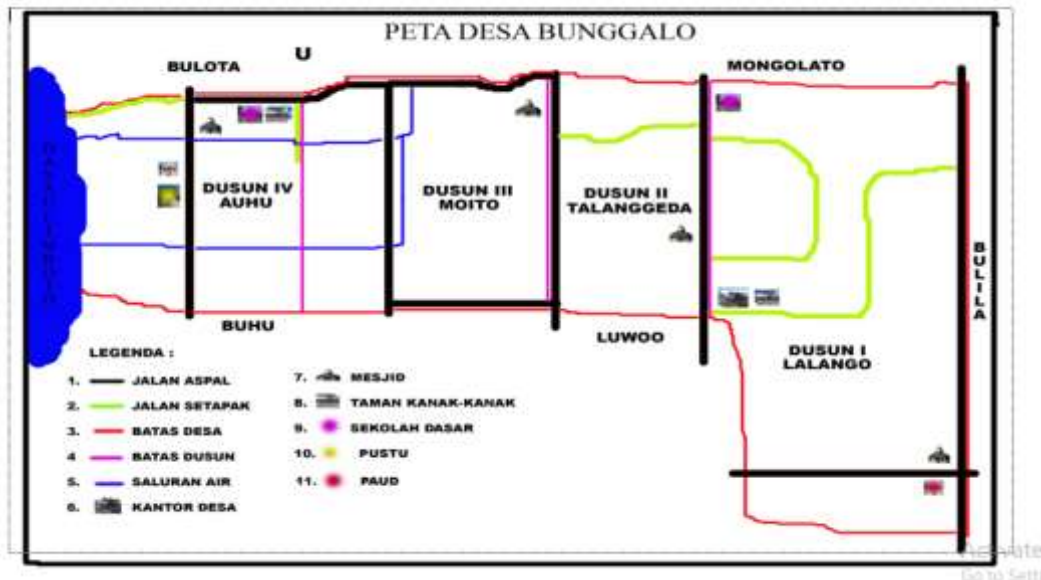 PETA DESA BUNGGALO
U
BULOTA
MONGOLATO
DUSUN IV
AUHU
DUSUN III
MOITO
DUSUN II
TALANGGEDA
BULILA
BUHU
LUWOO
DUSUN I
LALANGO
LEGENDA :
1. JALAN ASPAL
2. JALAN SETAPAK
3. BATAS DESA
4 BATAS DUSUN
5. SALURAN AIR
6. KANTOR DESA
7. MESJID
8. TAMAN KANAK-KANAK
9. SEKOLAH DASAR
10. PUSTU
11. PAUD